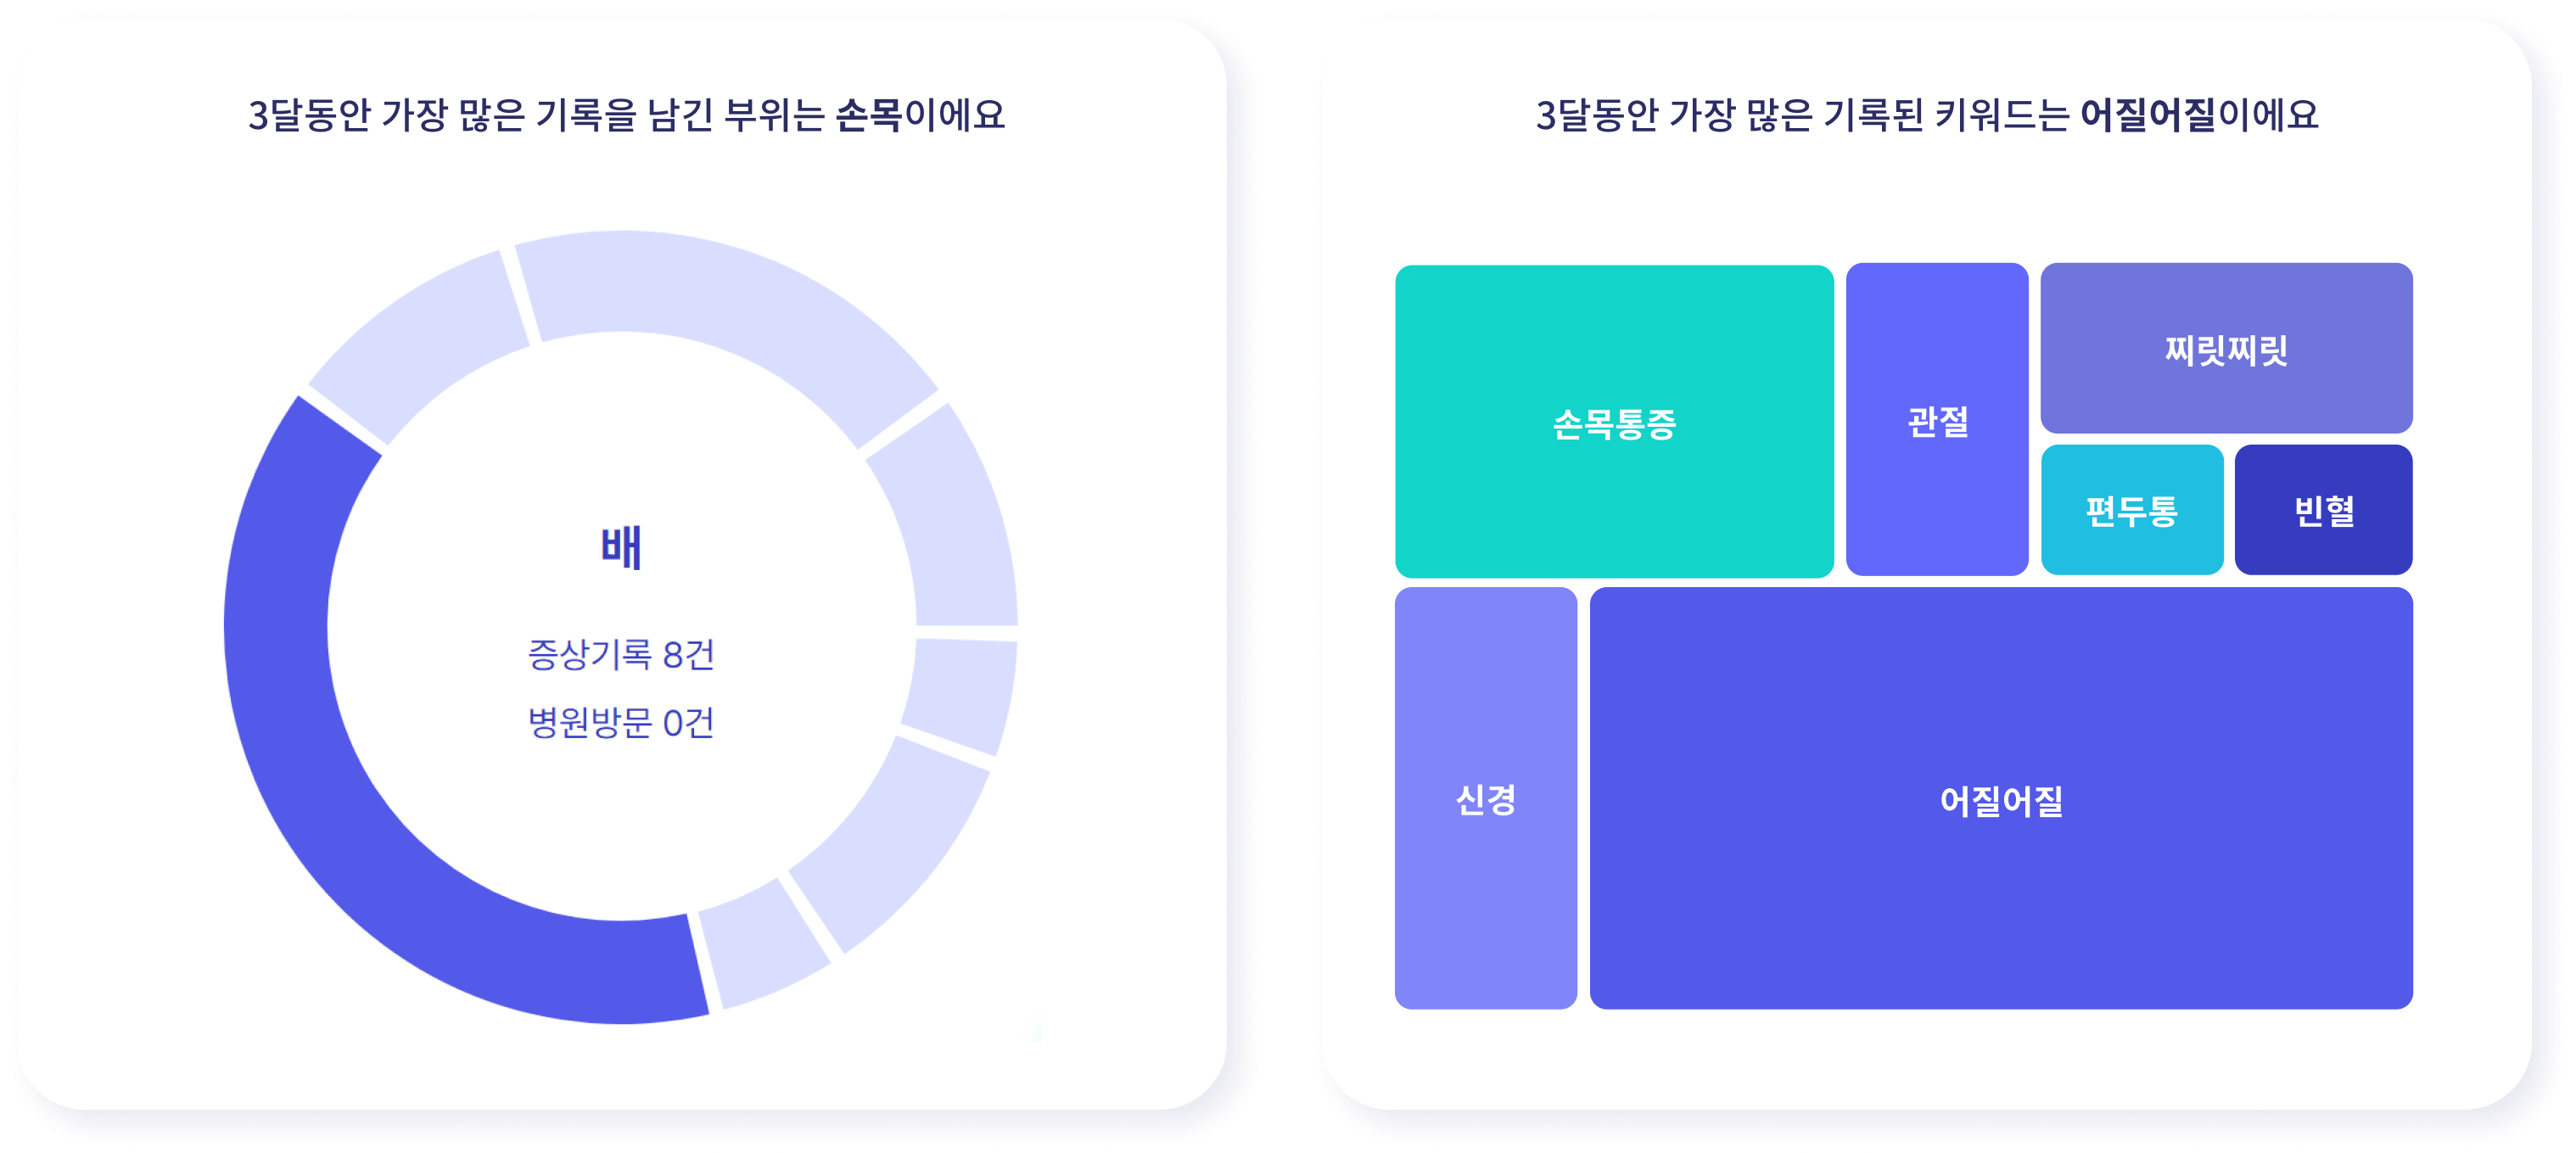 3달동안 가장 많은 기록을 남긴 부위는 손목이에요
배
증상기록 8건
병원방문 0건
3달동안 가장 많은 기록된 키워드는 어질어질이에요
손목통증
관절
찌릿찌릿
편두통
빈혈
신경
어질어질